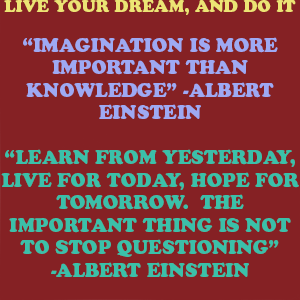 LIVE YOUR DREAM, AND DO IT
“IMAGINATION IS MORE
IMPORTANT THAN
KNOWLEDGE” -ALBERT
EINSTEIN
“LEARN FROM YESTERDAY,
LIVE FOR TODAY, HOPE FOR
TOMORROW. THE
IMPORTANT THING IS NOT
TO STOP QUESTIONING”
-ALBERT EINSTEIN